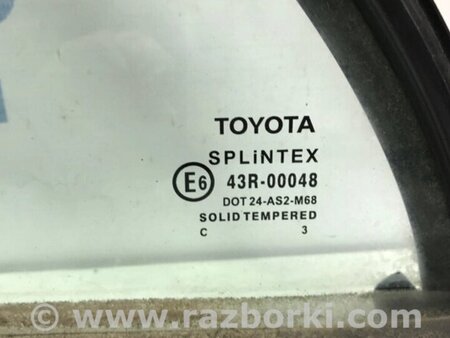 TOYOTA
SPLiNTEX
E6 43R-00048
DOT 24-AS2-M68
SOLID TEMPERED
C 3
www.razborki.com